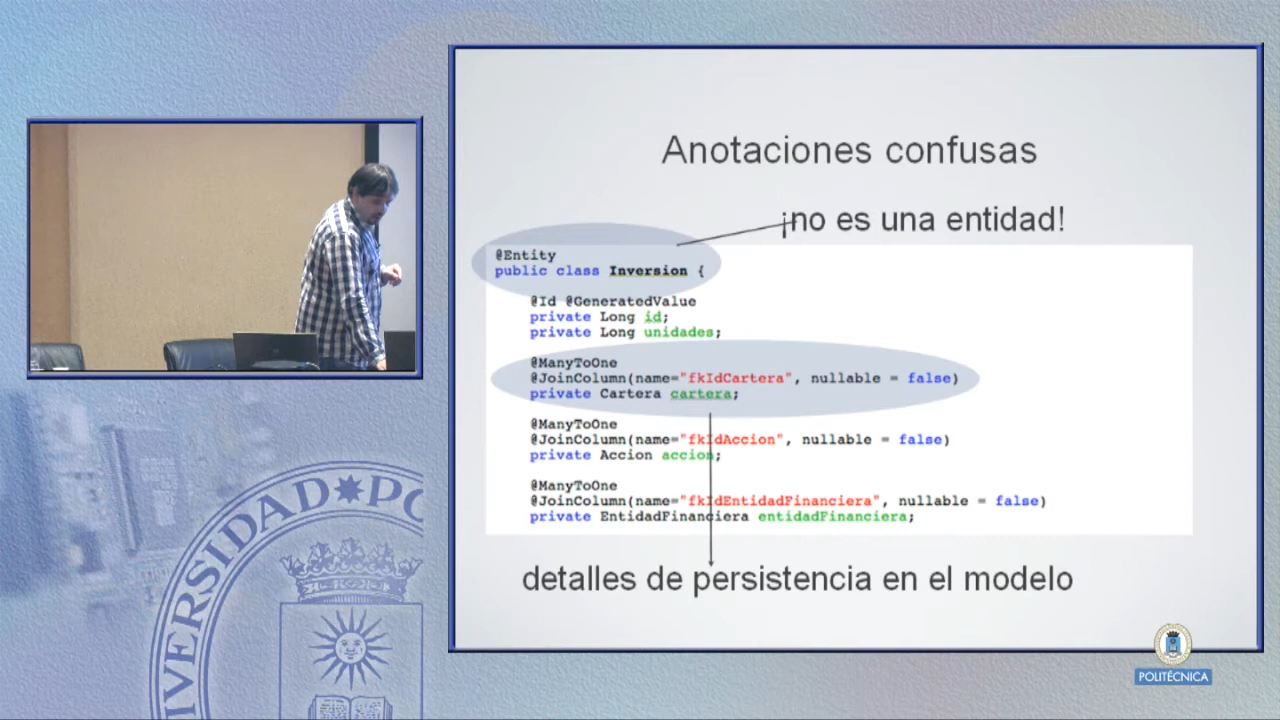 Anotaciones confusas
¡no es una entidad!
@Entity
public class Inversion {
@Id @GeneratedValue
private Long id;
private Long unidades;
@ManyToOne
@JoinColumn(name="fkIdCartera", nullable = false)
private Cartera cartera;
@ManyToOne
@JoinColumn(name="fkIdAccion", nullable = false)
private Accion accion;
@ManyToOne
@JoinColumn(name="fkIdEntidadFinanciera", nullable = false)
private EntidadFinanciera entidadFinanciera;
detalles de persistencia en el modelo
POLITÉCNICA
IVERSIDAD PO